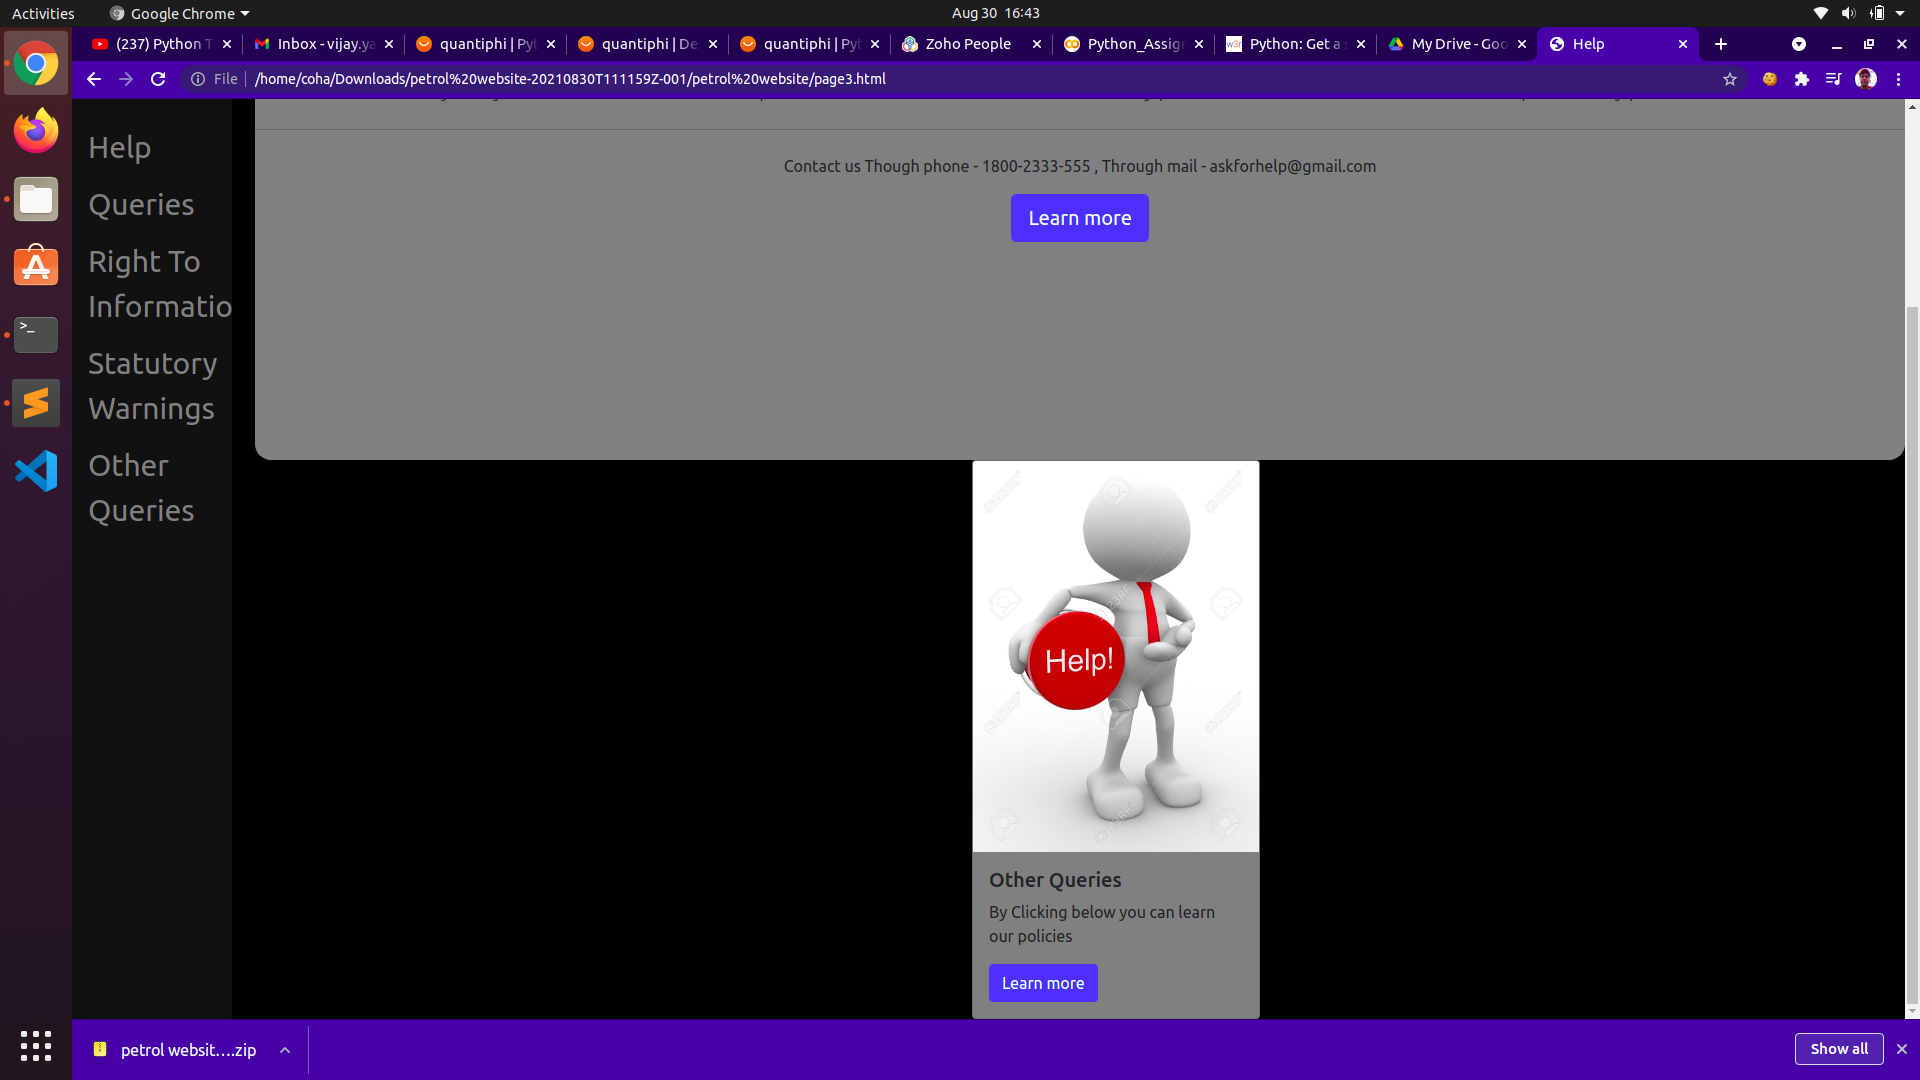 Activities
Google Chrome
Aug 30 16:43
(237) Python T
Inbox - vijay.ya
quantiphi | Pyt
quantiphi | De
quantiphi | Pyt
Zoho People
Python_Assign
Python: Get a s
My Drive - Goo
Help
File
/home/coha/Downloads/petrol%20website-20210830T111159Z-001/petrol%20website/page3.html
Help
Queries
Right To
Informatio
Statutory
Warnings
Other
Queries
Contact us Though phone - 1800-2333-555 , Through mail - askforhelp@gmail.com
Learn more
Help!
Other Queries
By Clicking below you can learn
our policies
Learn more
petrol websit....zip
Show all